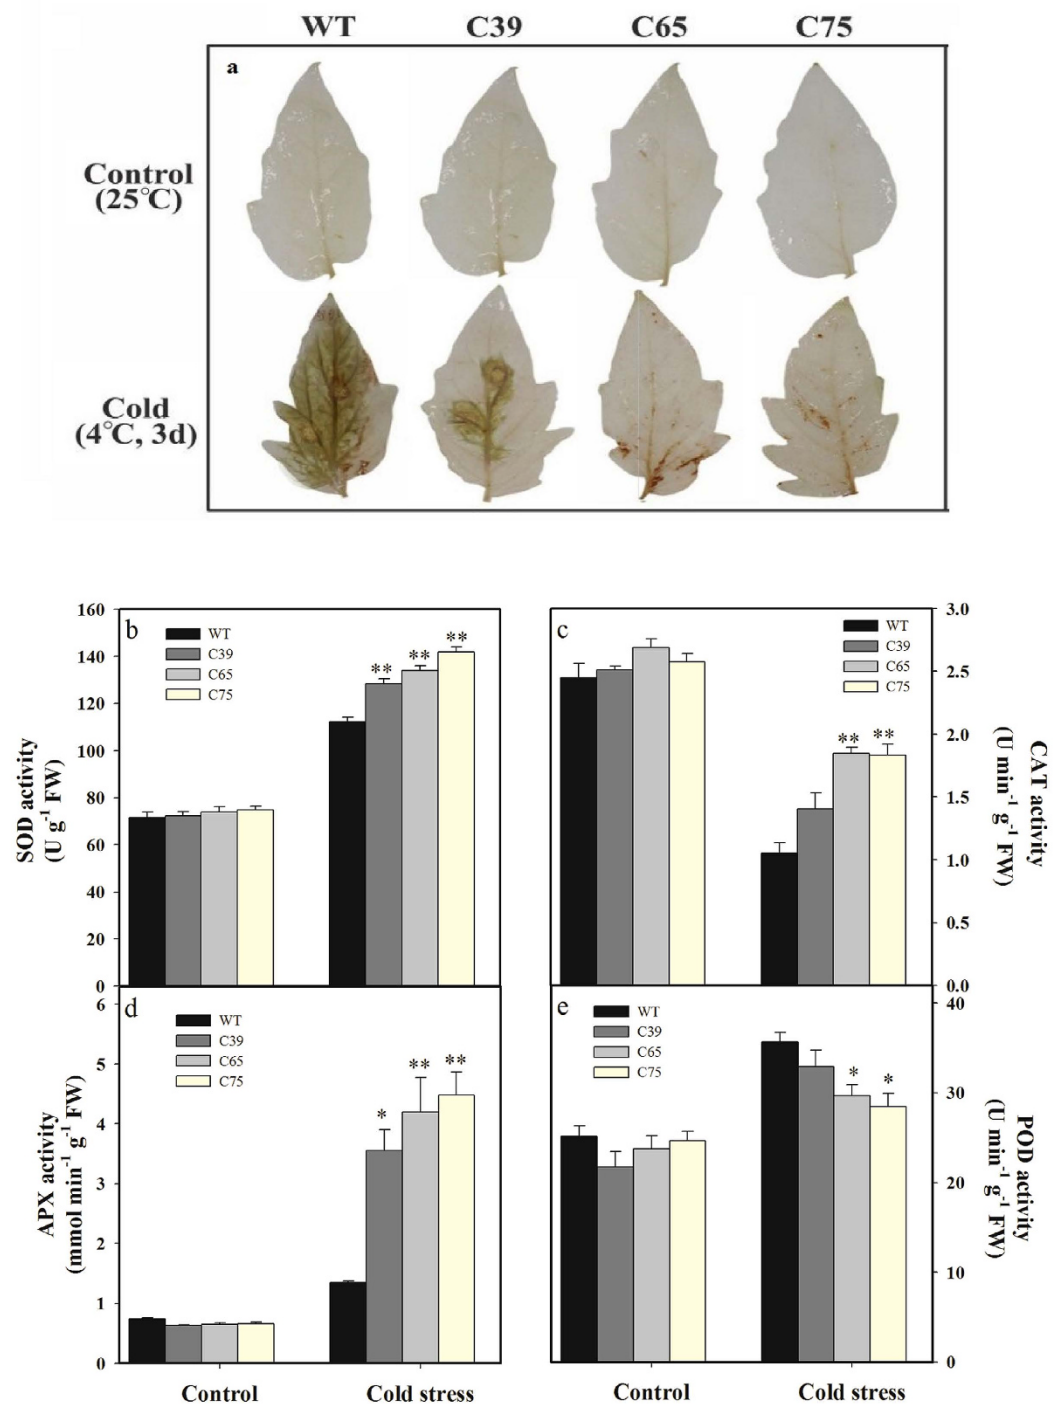 WT C39 C65 C75
a
Control
(25℃)
Cold
(4℃, 3d)
160
140
120
100
80
60
40
20
0
SOD activity
(U g-1 FW)
b
WT
C39
C65
C75
**
**
**
c
WT
C39
C65
C75
**
**
3.0
2.5
2.0
1.5
1.0
0.5
0.0
CAT activity
(U min-1 g-1 FW)
6
5
4
3
2
1
0
APX activity
(mmol min-1 g-1 FW)
d
WT
C39
C65
C75
*
**
**
Control
Cold stress
e
WT
C39
C65
C75
*
*
40
30
20
10
0
POD activity
(U min-1 g-1 FW)
Control
Cold stress